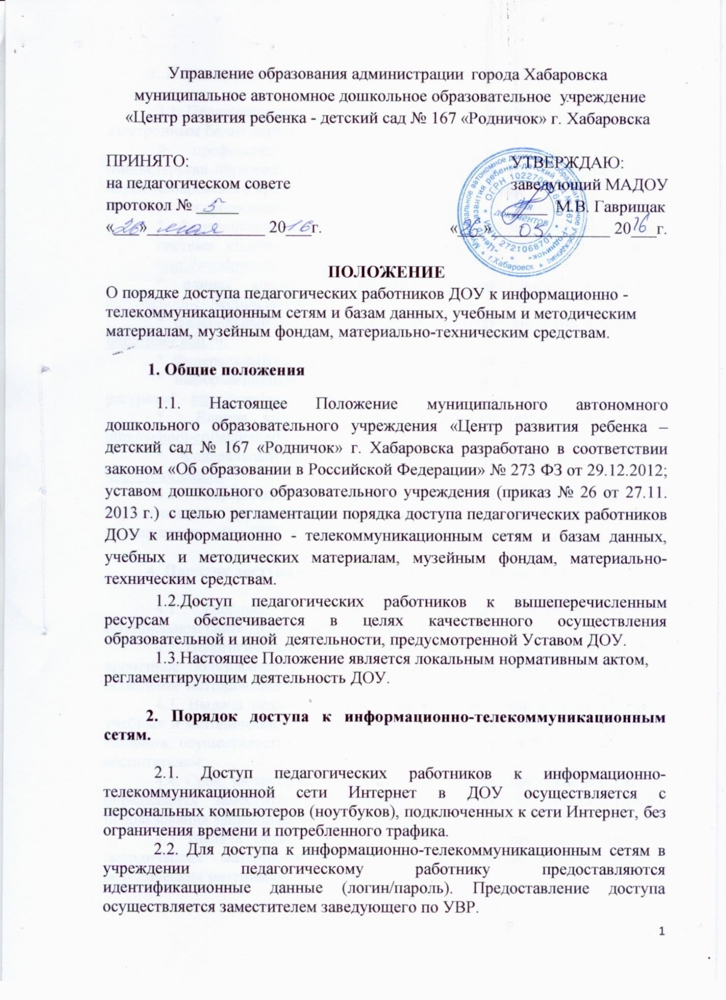 Управление образования администрации города Хабаровска
муниципальное автономное дошкольное образовательное учреждение
«Центр развития ребенка - детский сад № 167 «Родничок» г. Хабаровска
ПРИНЯТО:
на педагогическом совете
протокол № 5
«26» мая 2016г.
УТВЕРЖДАЮ:
заведующий МАДОУ
М.В. Гаврищак
«26» 05 2016г.
Для
документов
ИНН 2721068707
г.Хабаровск
ПОЛОЖЕНИЕ
О порядке доступа педагогических работников ДОУ к информационно -
телекоммуникационным сетям и базам данных, учебным и методическим
материалам, музейным фондам, материально-техническим средствам.
1. Общие положения
1.1. Настоящее Положение муниципального автономного
дошкольного образовательного учреждения «Центр развития ребенка –
детский сад № 167 «Родничок» г. Хабаровска разработано в соответствии
законом «Об образовании в Российской Федерации» № 273 ФЗ от 29.12.2012;
уставом дошкольного образовательного учреждения (приказ № 26 от 27.11.
2013 г.) с целью регламентации порядка доступа педагогических работников
ДОУ к информационно - телекоммуникационным сетям и базам данных,
учебных и методических материалам, музейным фондам, материально-
техническим средствам.
1.2.Доступ педагогических работников к вышеперечисленным
ресурсам обеспечивается в целях качественного осуществления
образовательной и иной деятельности, предусмотренной Уставом ДОУ.
1.3.Настоящее Положение является локальным нормативным актом,
регламентирующим деятельность ДОУ.
2. Порядок доступа к информационно-телекоммуникационным
сетям.
2.1. Доступ педагогических работников к информационно-
телекоммуникационной сети Интернет в ДОУ осуществляется с
персональных компьютеров (ноутбуков), подключенных к сети Интернет, без
ограничения времени и потребленного трафика.
2.2. Для доступа к информационно-телекоммуникационным сетям в
учреждении педагогическому работнику предоставляются
идентификационные данные (логин/пароль). Предоставление доступа
осуществляется заместителем заведующего по УВР.
1